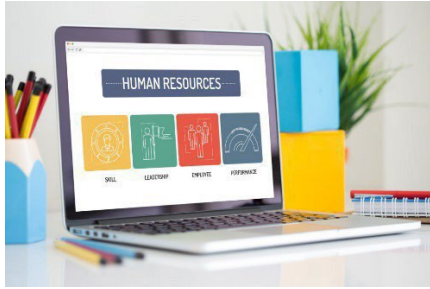 HUMAN RESOURCES
SKILL
LEADERSHIP
EMPLOYEE
PERFORMANCE